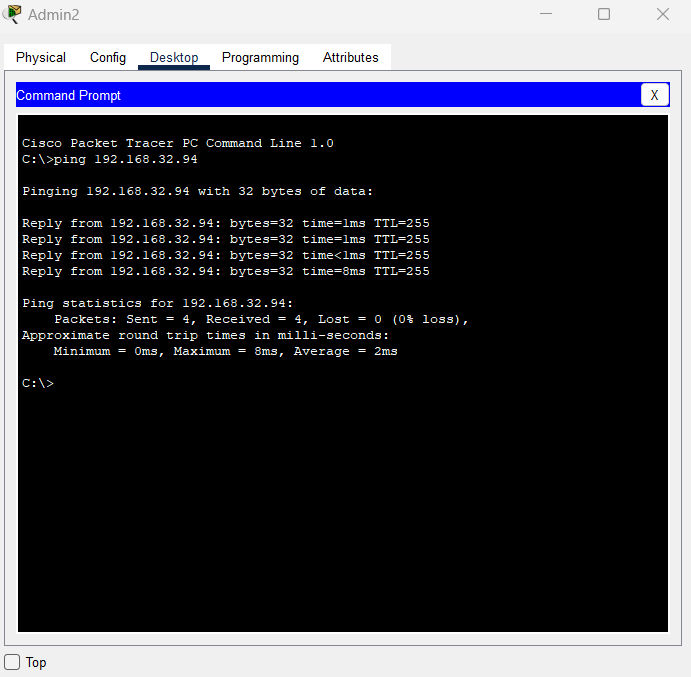 Admin2
Physical Config Desktop Programming Attributes
Command Prompt X
Cisco Packet Tracer PC Command Line 1.0
C:\>ping 192.168.32.94
Pinging 192.168.32.94 with 32 bytes of data:
Reply from 192.168.32.94: bytes=32 time=1ms TTL=255
Reply from 192.168.32.94: bytes=32 time=1ms TTL=255
Reply from 192.168.32.94: bytes=32 time<1ms TTL=255
Reply from 192.168.32.94: bytes=32 time=8ms TTL=255
Ping statistics for 192.168.32.94:
Packets: Sent = 4, Received = 4, Lost = 0 (0% loss),
Approximate round trip times in milli-seconds:
Minimum = 0ms, Maximum = 8ms, Average = 2ms
C:\>
Top